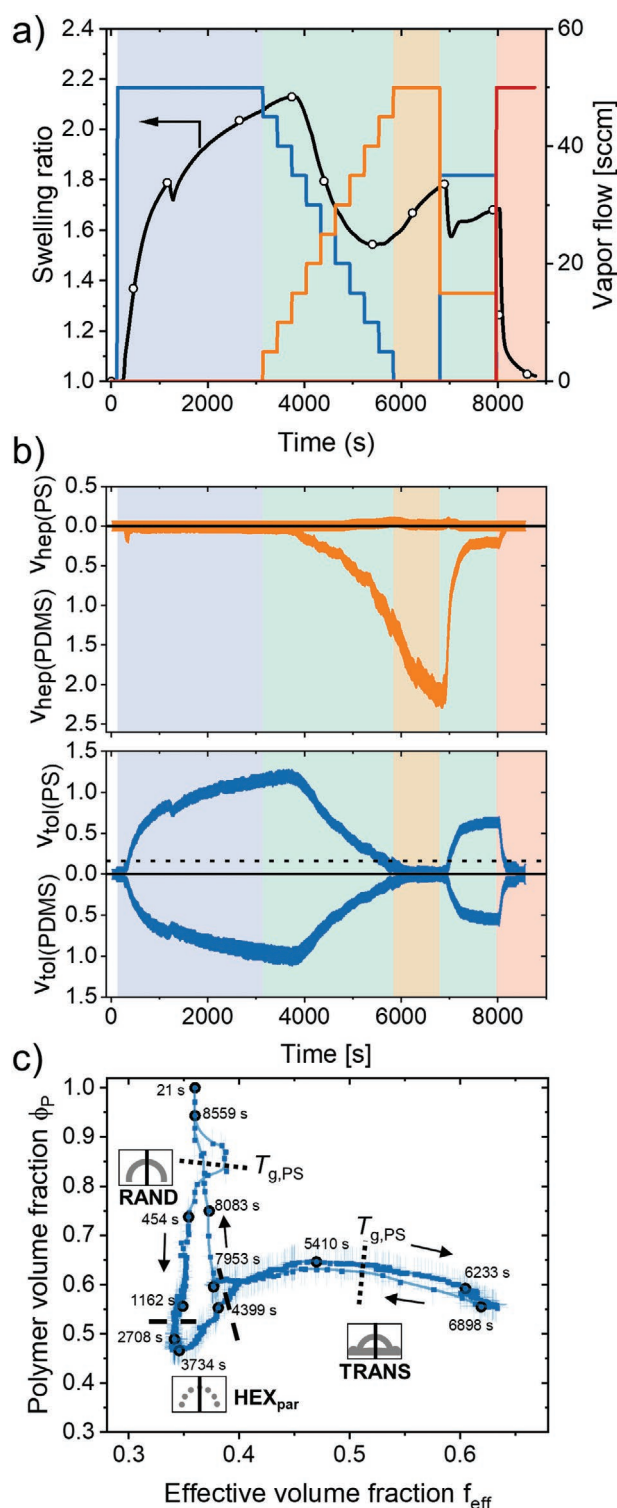 a)
2.4
2.2
2.0
1.8
1.6
1.4
1.2
1.0
Swelling ratio
60
40
20
0
Vapor flow [sccm]
0 2000 4000 6000 8000
Time (s)
b)
0.5
0.0
0.5
1.0
1.5
2.0
2.5
Vhep(PDMS) Vhep(PS)
1.5
1.0
0.5
0.0
0.5
1.0
1.5
Vtol(PDMS) Vtol(PS)
0 2000 4000 6000 8000
Time [s]
c)
1.0
0.9
0.8
0.7
0.6
0.5
0.4
0.3
Polymer volume fraction ϕP
21 s
8559 s
Tg,PS
RAND
454 s
8083 s
5410 s
Tg,PS
7953 s
6233 s
1162 s
4399 s
6898 s
2708 s
3734 s
TRANS
HEXpar
0.3 0.4 0.5 0.6
Effective volume fraction feff